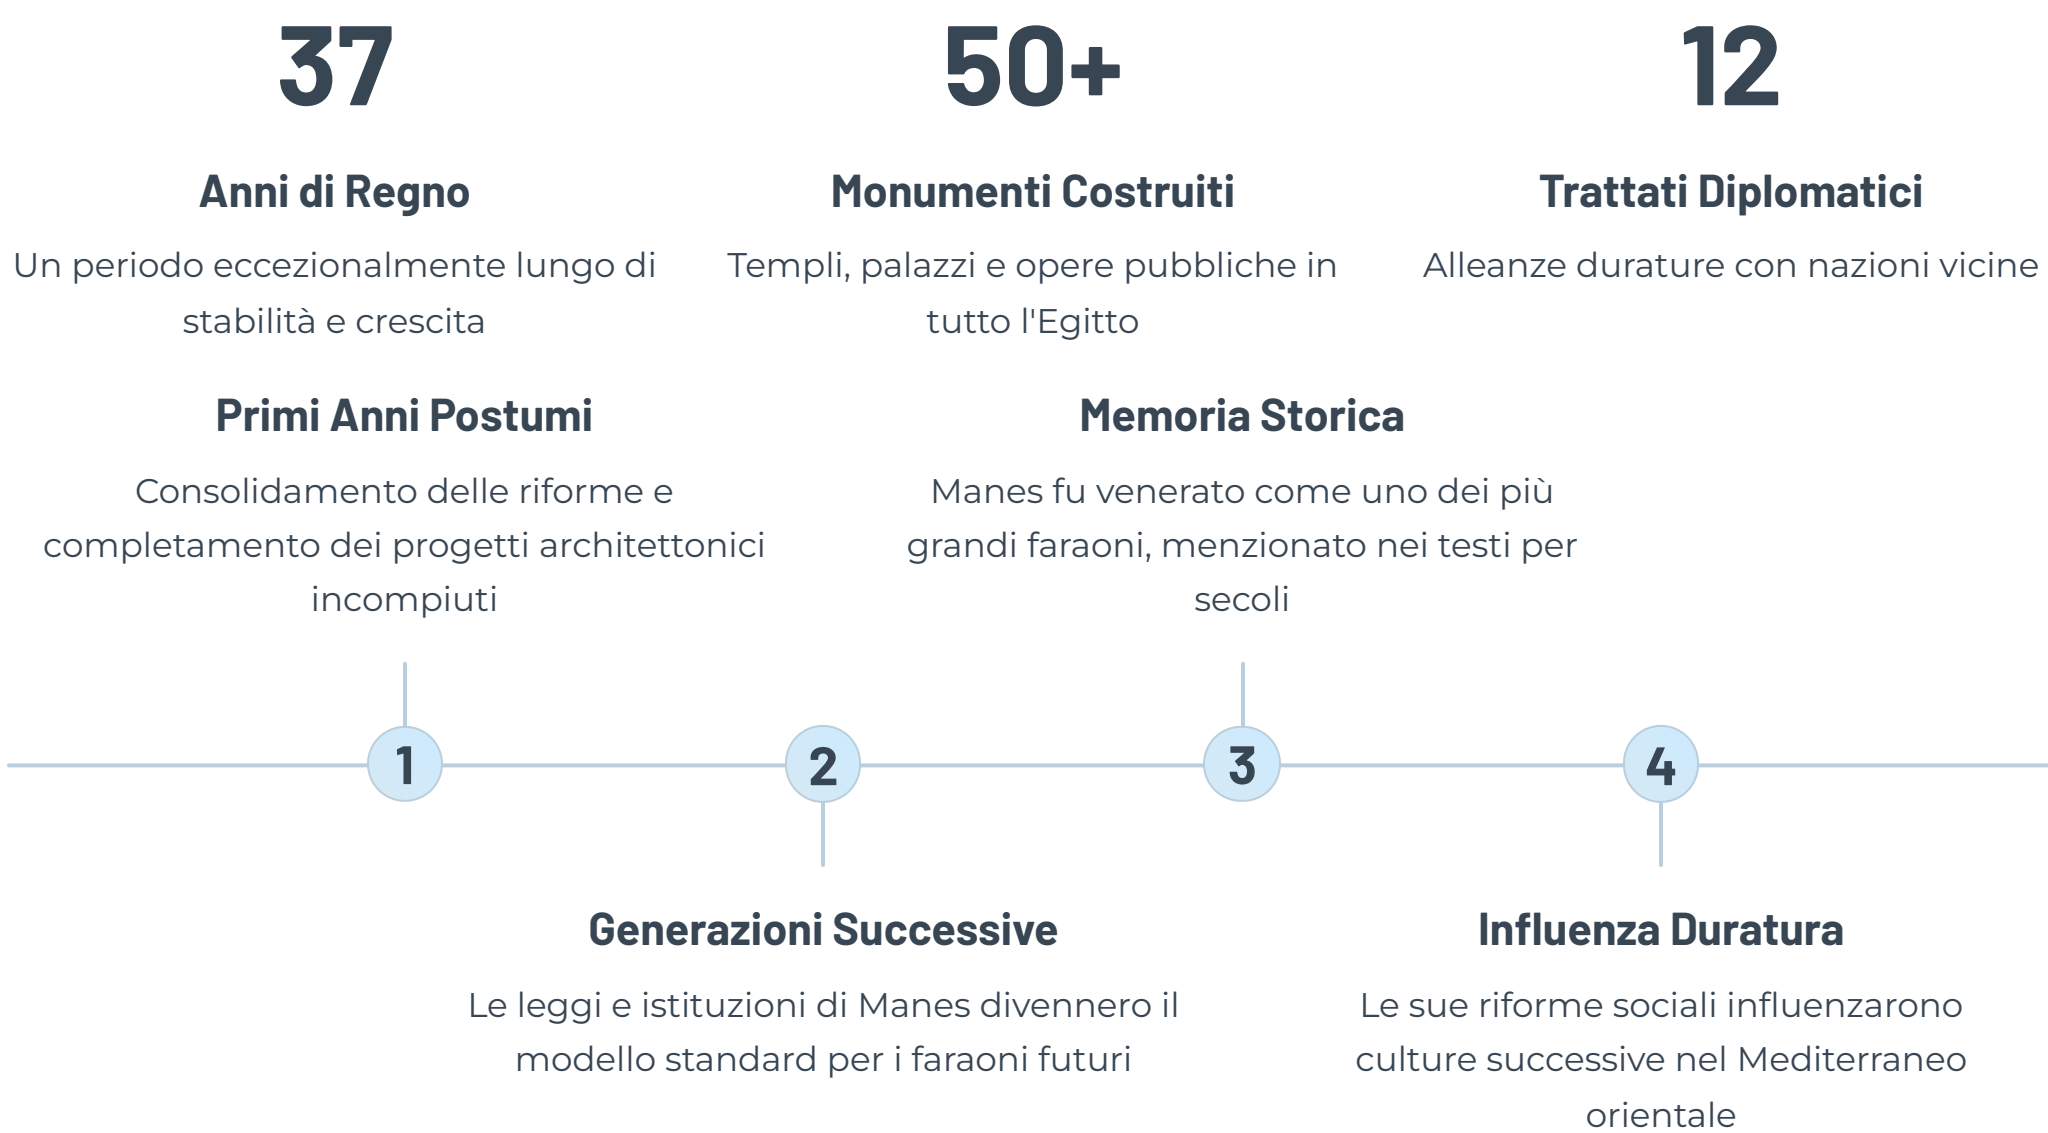 37
Anni di Regno
Un periodo eccezionalmente lungo di
stabilità e crescita
50+
Monumenti Costruiti
Templi, palazzi e opere pubbliche in
tutto l'Egitto
12
Trattati Diplomatici
Alleanze durature con nazioni vicine
Primi Anni Postumi
Consolidamento delle riforme e
completamento dei progetti architettonici
incompiuti
1
2
Generazioni Successive
Le leggi e istituzioni di Manes divennero il
modello standard per i faraoni futuri
Memoria Storica
Manes fu venerato come uno dei più
grandi faraoni, menzionato nei testi per
secoli
3
4
Influenza Duratura
Le sue riforme sociali influenzarono
culture successive nel Mediterraneo
orientale